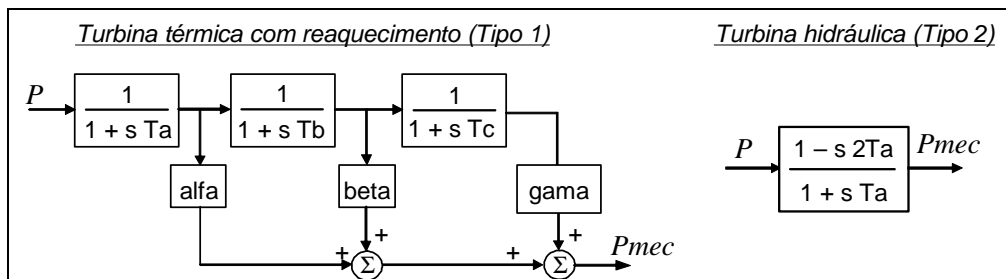 Turbina térmica com reaquecimento (Tipo 1)
Turbina hidráulica (Tipo 2)
P
1
1 + s Ta
1
1 + s Tb
1
1 + s Tc
alfa
beta
gama
+
+
+
+
Σ
Σ
Pmec
P
1 – s 2Ta
1 + s Ta
Pmec